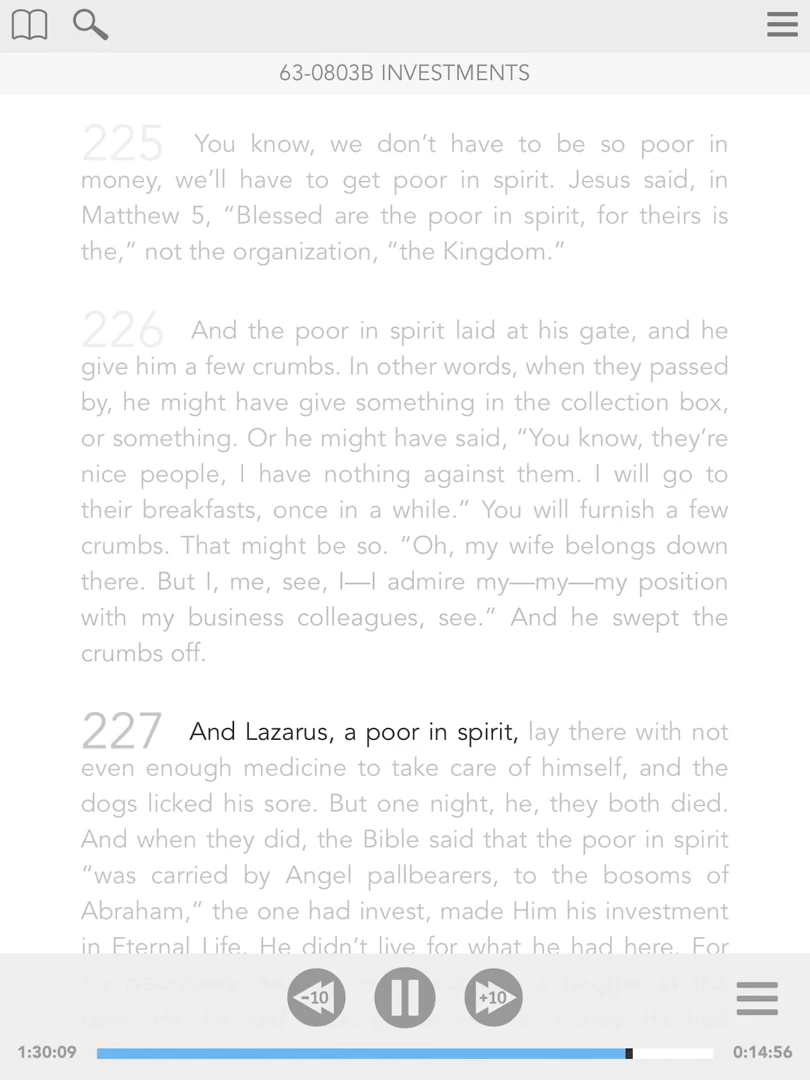 63-0803B INVESTMENTS
225 You know, we don’t have to be so poor in
money, we’ll have to get poor in spirit. Jesus said, in
Matthew 5, “Blessed are the poor in spirit, for theirs is
the,” not the organization, “the Kingdom.”
226 And the poor in spirit laid at his gate, and he
give him a few crumbs. In other words, when they passed
by, he might have give something in the collection box,
or something. Or he might have said, “You know, they’re
nice people, I have nothing against them. I will go to
their breakfasts, once in a while.” You will furnish a few
crumbs. That might be so. “Oh, my wife belongs down
there. But I, me, see, I—I admire my—my—my position
with my business colleagues, see.” And he swept the
crumbs off.
227 And Lazarus, a poor in spirit, lay there with not
even enough medicine to take care of himself, and the
dogs licked his sore. But one night, he, they both died.
And when they did, the Bible said that the poor in spirit
“was carried by Angel pallbearers, to the bosoms of
Abraham,” the one had invest, made Him his investment
in Eternal Life. He didn’t live for what he had here. For
-10 +10
1:30:09 0:14:56